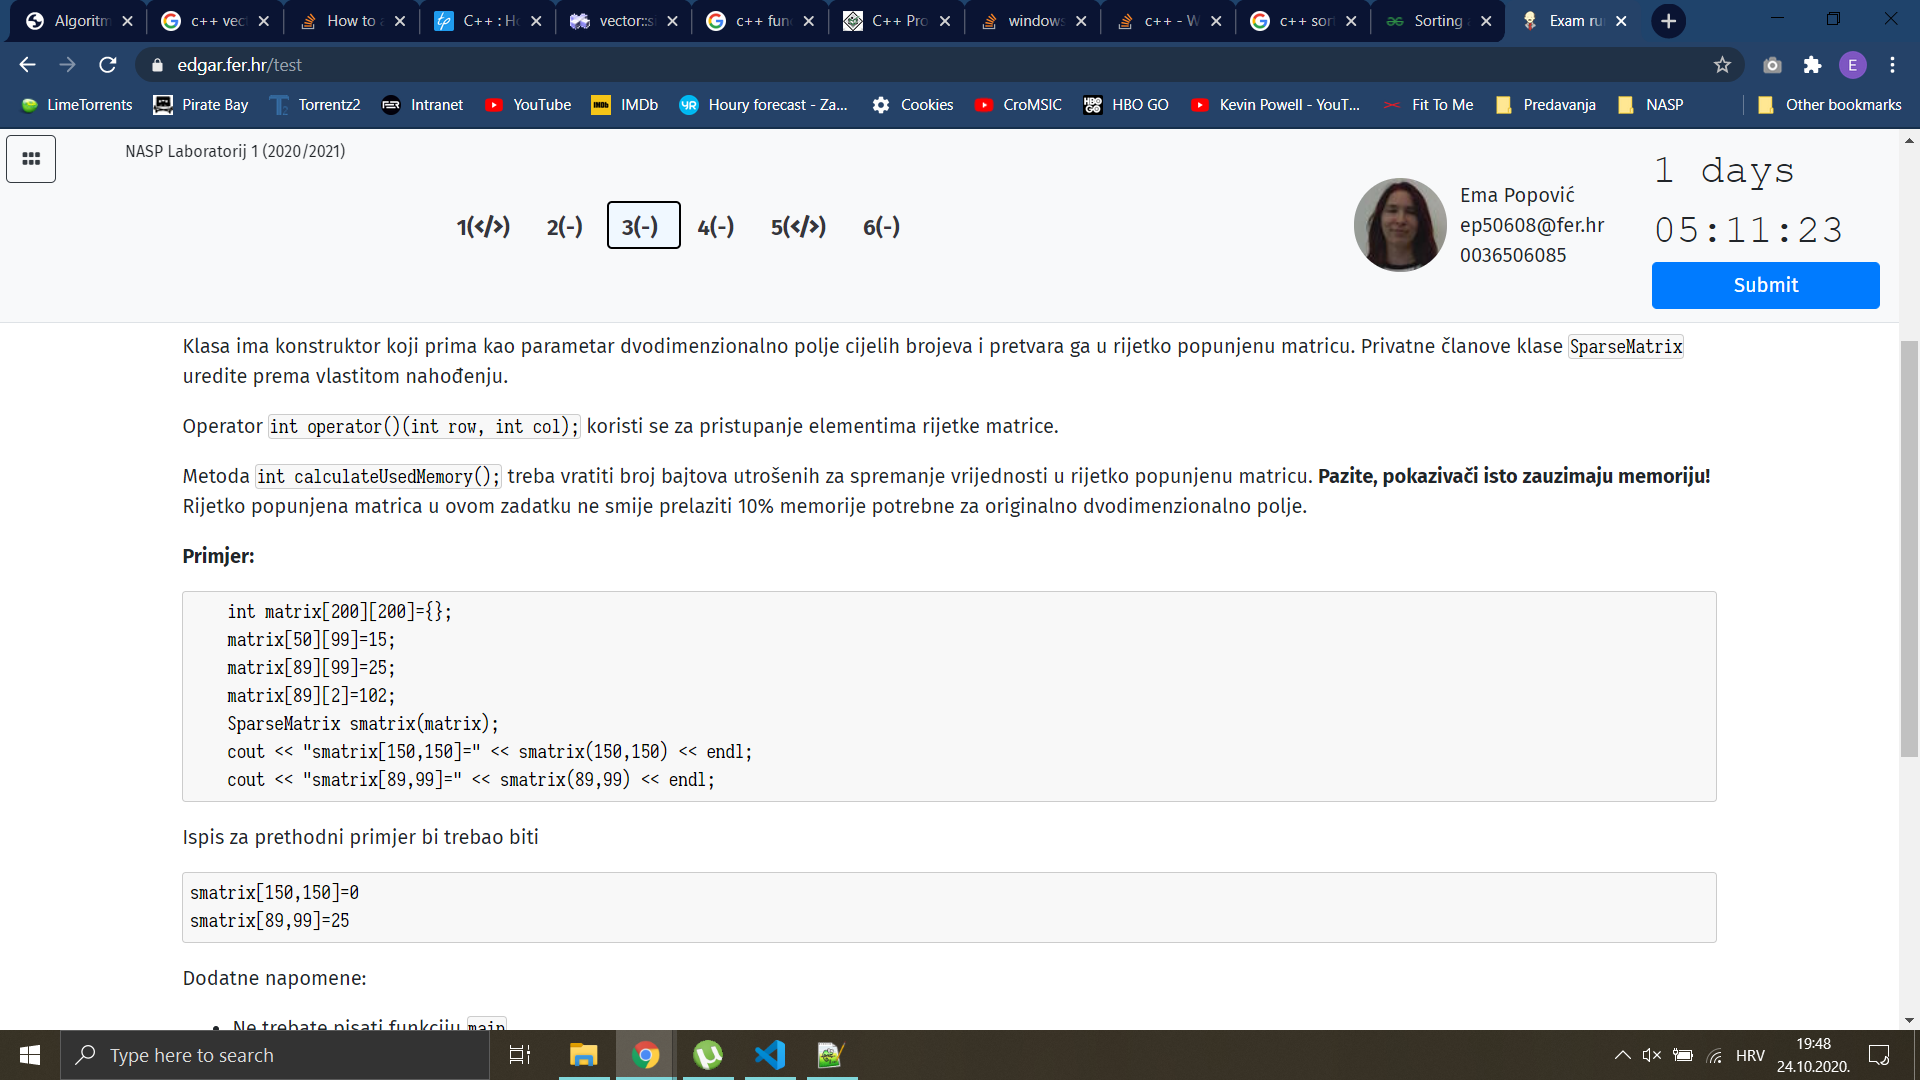 Algoritm
c++ vec
How to a
C++ : Ho
vector::s
c++ fun
C++ Pro
windows
c++ - W
c++ sor
Sorting
Exam ru
edgar.fer.hr/test
E
LimeTorrents
Pirate Bay
Torrentz2
Intranet
YouTube
IMDb
Houry forecast - Za...
Cookies
CroMSIC
HBO GO
Kevin Powell - YouT...
Fit To Me
Predavanja
NASP
Other bookmarks
NASP Laboratorij 1 (2020/2021)
1(</>) 2(-) 3(-) 4(-) 5(</>) 6(-)
Ema Popović
ep50608@fer.hr
0036506085
1 days
05:11:23
Submit
Klasa ima konstruktor koji prima kao parametar dvodimenzionalno polje cijelih brojeva i pretvara ga u rijetko popunjenu matricu. Privatne članove klase SparseMatrix
uredite prema vlastitom nahođenju.
Operator int operator()(int row, int col); koristi se za pristupanje elementima rijetke matrice.
Metoda int calculateUsedMemory(); treba vratiti broj bajtova utrošenih za spremanje vrijednosti u rijetko popunjenu matricu. Pazite, pokazivači isto zauzimaju memoriju!
Rijetko popunjena matrica u ovom zadatku ne smije prelaziti 10% memorije potrebne za originalno dvodimenzionalno polje.
Primjer:
int matrix[200][200]={};
matrix[50][99]=15;
matrix[89][99]=25;
matrix[89][2]=102;
SparseMatrix smatrix(matrix);
cout << "smatrix[150,150]=" << smatrix(150,150) << endl;
cout << "smatrix[89,99]=" << smatrix(89,99) << endl;
Ispis za prethodni primjer bi trebao biti
smatrix[150,150]=0
smatrix[89,99]=25
Dodatne napomene:
Ne trebate pisati funkciju main
Type here to search
HRV
19:48
24.10.2020.